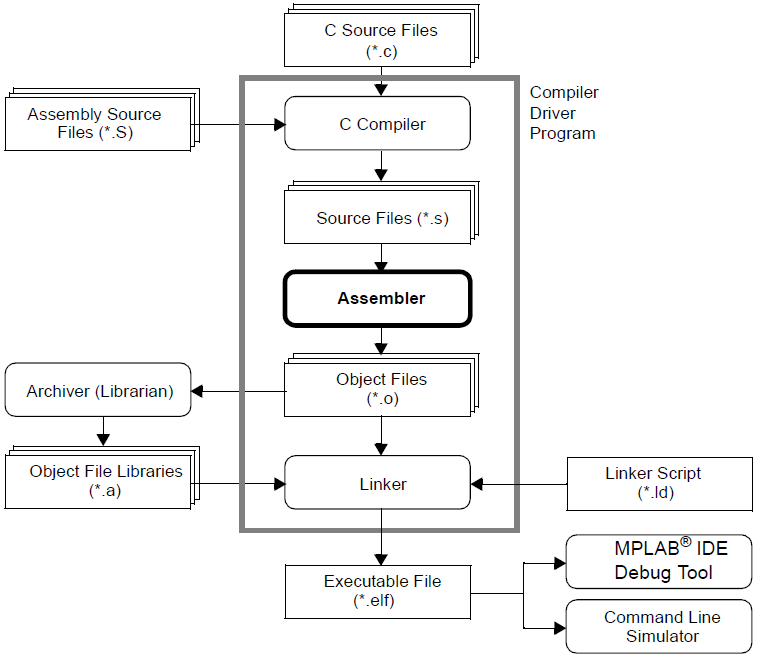 C Source Files
(*.c)
Compiler
Driver
Program
Assembly Source
Files (*.S)
C Compiler
Source Files (*.s)
Assembler
Archiver (Librarian)
Object Files
(*.o)
Object File Libraries
(*.a)
Linker
Linker Script
(*.ld)
Executable File
(*.elf)
MPLAB® IDE
Debug Tool
Command Line
Simulator